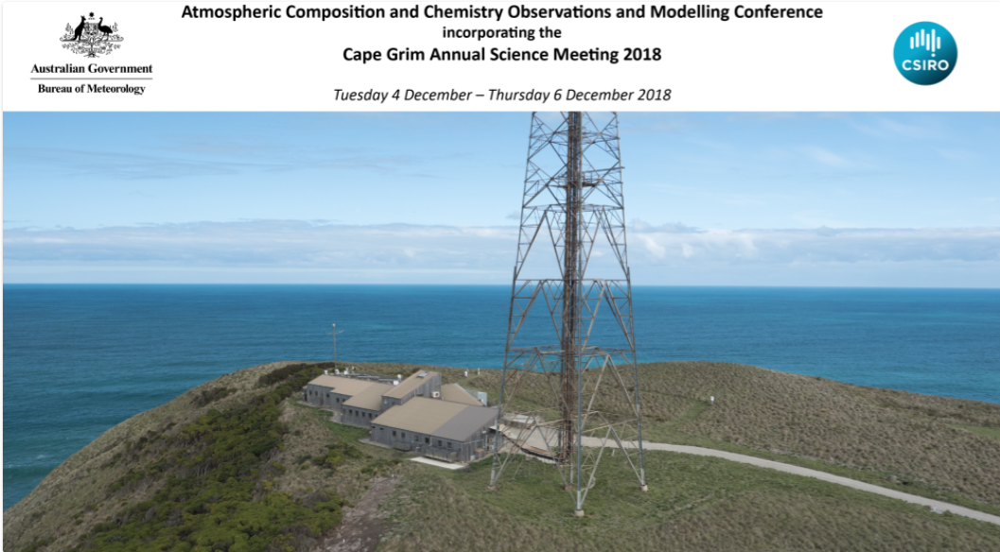 Atmospheric Composition and Chemistry Observations and Modelling Conference
incorporating the
Cape Grim Annual Science Meeting 2018
Tuesday 4 December – Thursday 6 December 2018
Australian Government
Bureau of Meteorology
CSIRO